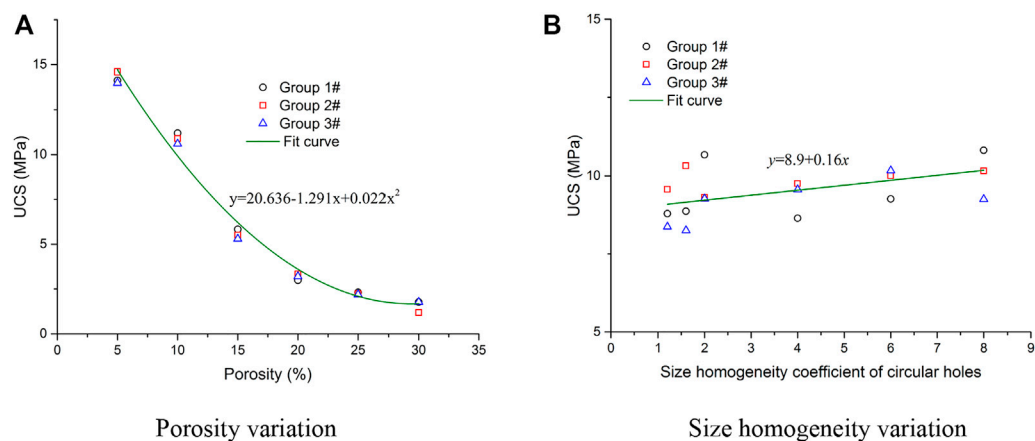 A
15
10
5
0
UCS (MPa)
Group 1#
Group 2#
Group 3#
Fit curve
y=20.636-1.291x+0.022x²
0 5 10 15 20 25 30 35
Porosity (%)
Porosity variation
B
15
10
5
UCS (MPa)
Group 1#
Group 2#
Group 3#
Fit curve
y=8.9+0.16x
0 1 2 3 4 5 6 7 8 9
Size homogeneity coefficient of circular holes
Size homogeneity variation